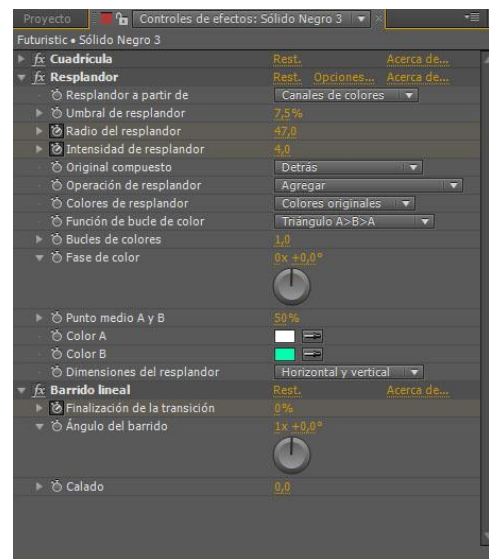 Proyecto Controles de efectos: Sólido Negro 3
Futuristic • Sólido Negro 3
fx Cuadrícula Rest. Acerca de...
fx Resplandor Rest. Opciones... Acerca de...
Resplandor a partir de Canales de colores
Umbral de resplandor 7,5%
Radio del resplandor 47,0
Intensidad de resplandor 4,0
Original compuesto Detrás
Operación de resplandor Agregar
Colores de resplandor Colores originales
Función de bucle de color Triángulo A>B>A
Bucles de colores 1,0
Fase de color 0x +0,0°
Punto medio A y B 50%
Color A
Color B
Dimensiones del resplandor Horizontal y vertical
fx Barrido lineal Rest. Acerca de...
Finalización de la transición 0%
Ángulo del barrido 1x +0,0°
Calado 0,0